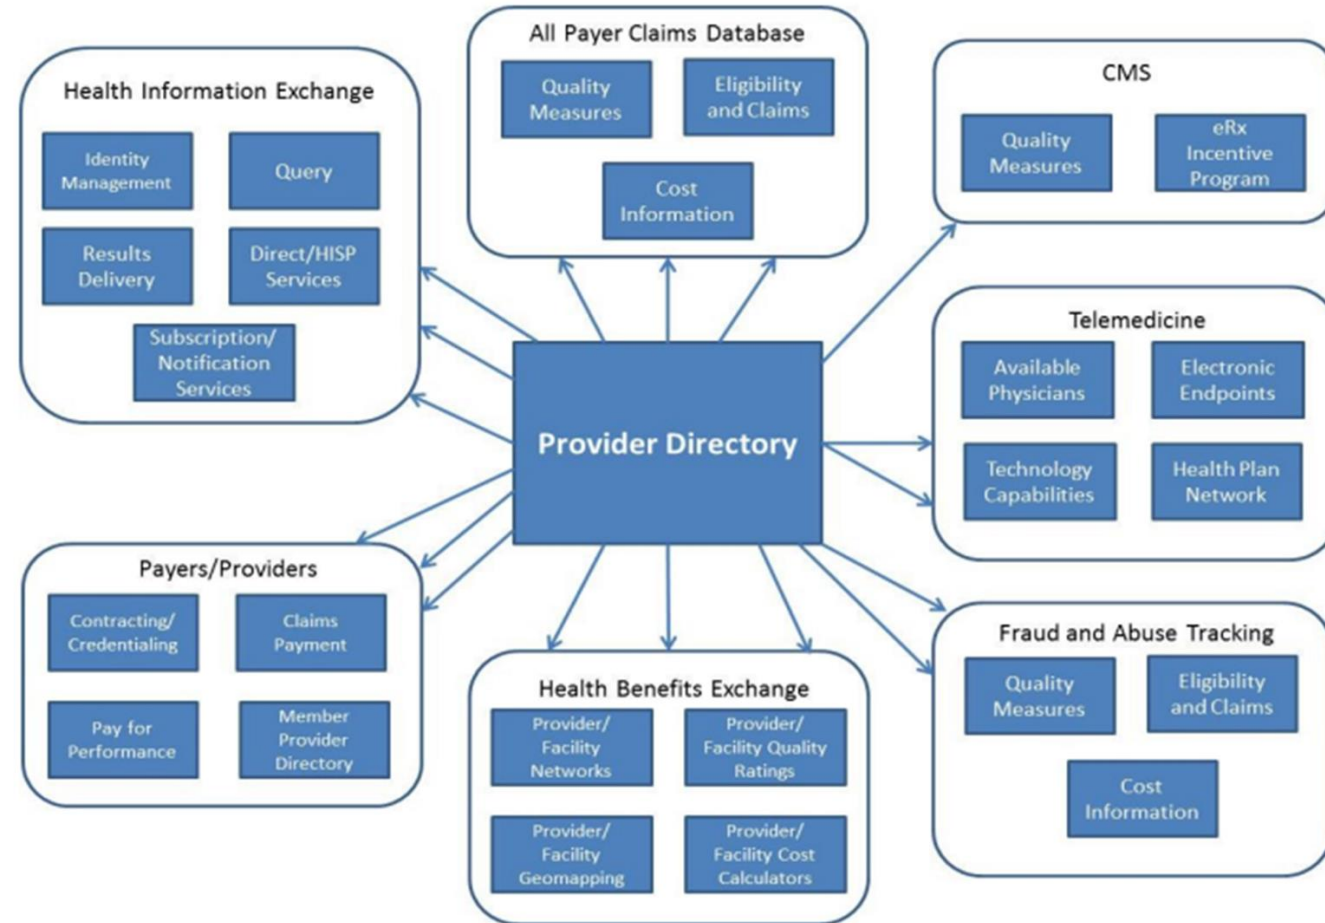 All Payer Claims Database
Quality
Measures
Eligibility
and Claims
Cost
Information
Health Information Exchange
Identity
Management
Query
Results
Delivery
Direct/HISP
Services
Subscription/
Notification
Services
CMS
Quality
Measures
eRx
Incentive
Program
Telemedicine
Available
Physicians
Electronic
Endpoints
Technology
Capabilities
Health Plan
Network
Provider Directory
Payers/Providers
Contracting/
Credentialing
Claims
Payment
Pay for
Performance
Member
Provider
Directory
Health Benefits Exchange
Provider/
Facility
Networks
Provider/
Facility Quality
Ratings
Provider/
Facility
Geomapping
Provider/
Facility Cost
Calculators
Fraud and Abuse Tracking
Quality
Measures
Eligibility
and Claims
Cost
Information